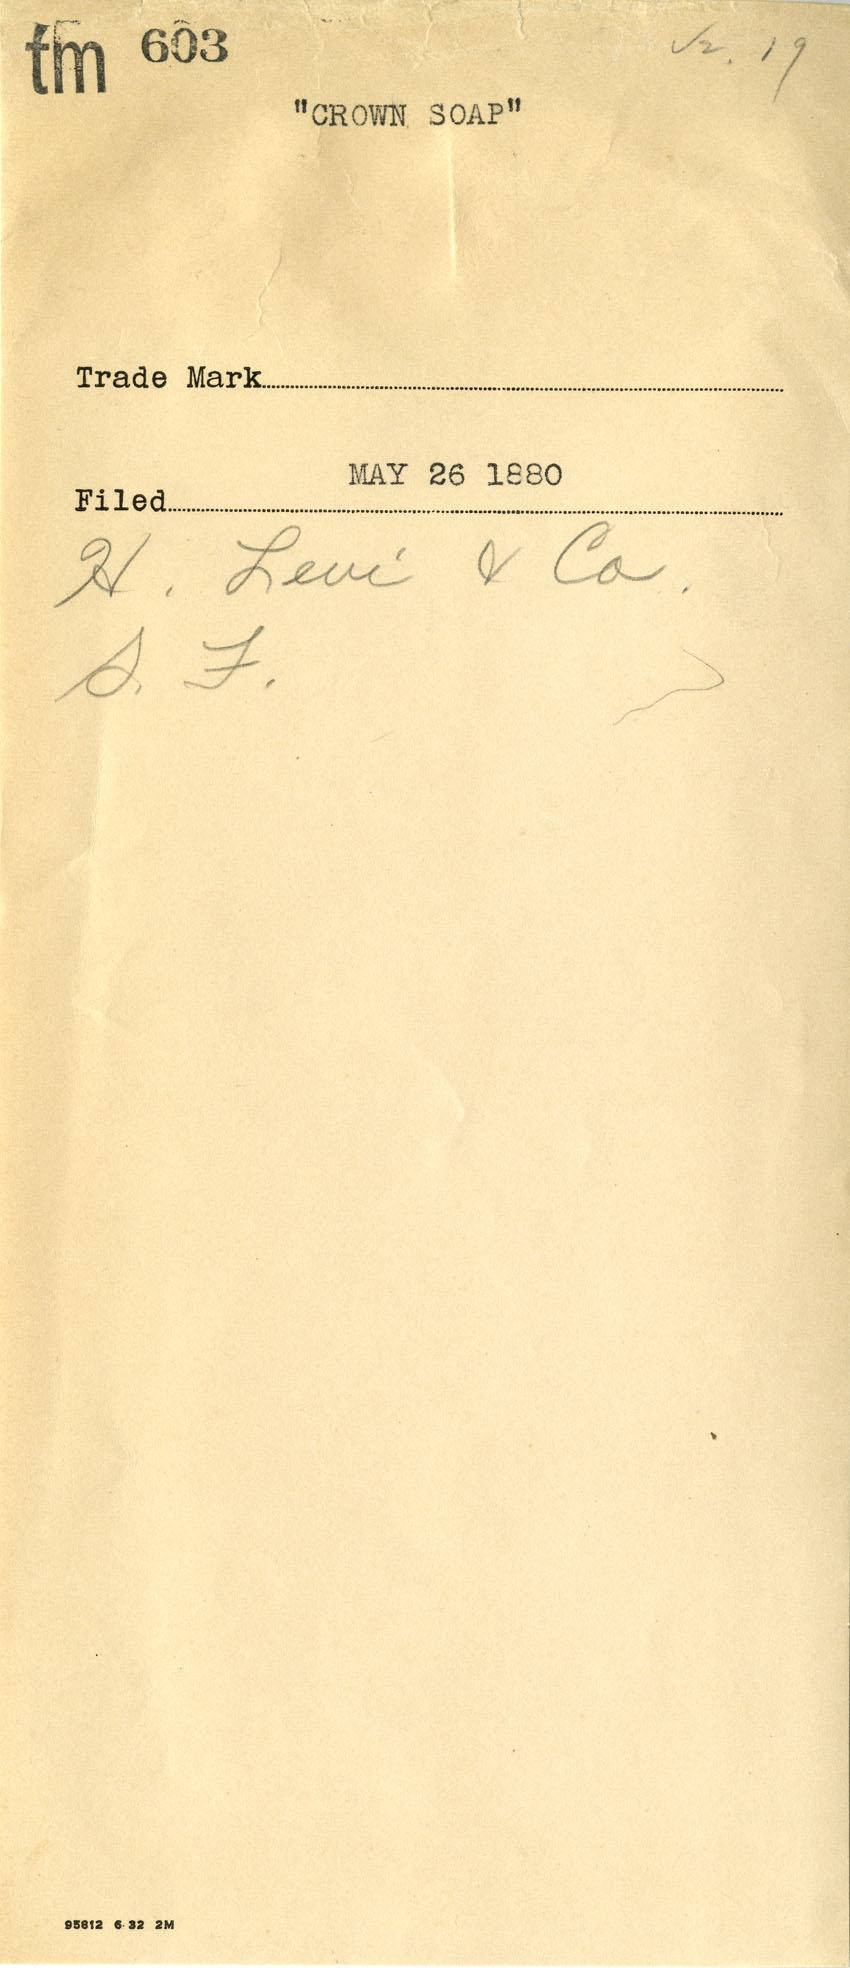 tm 603
"CROWN SOAP"
Trade Mark
MAY 26 1880
Filed
H. Levi & Co.
S. F.
95812 6-32 2M